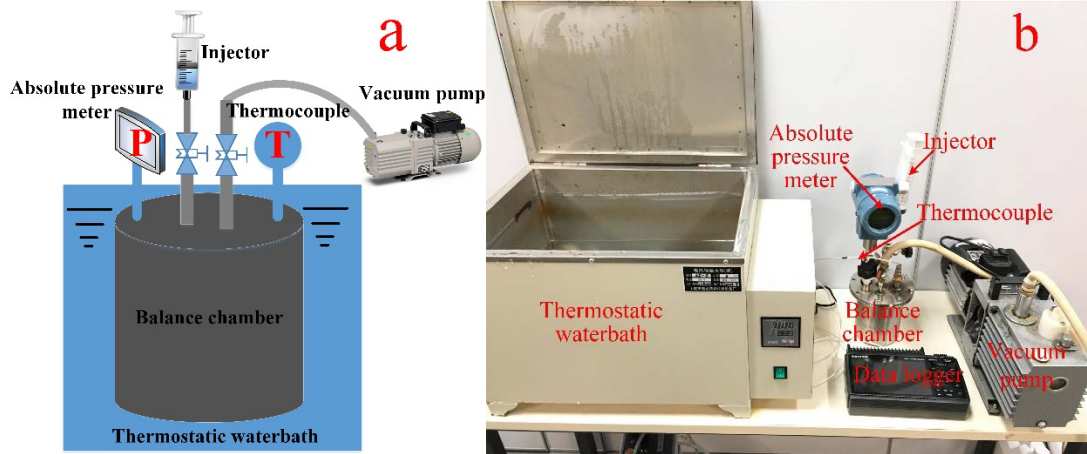 a
Injector
Absolute pressure
meter
P
Thermocouple
T
Vacuum pump
Balance chamber
Thermostatic waterbath
b
Absolute
pressure
meter
Injector
Thermocouple
Thermostatic
waterbath
Balance
chamber
Data logger
Vacuum
pump